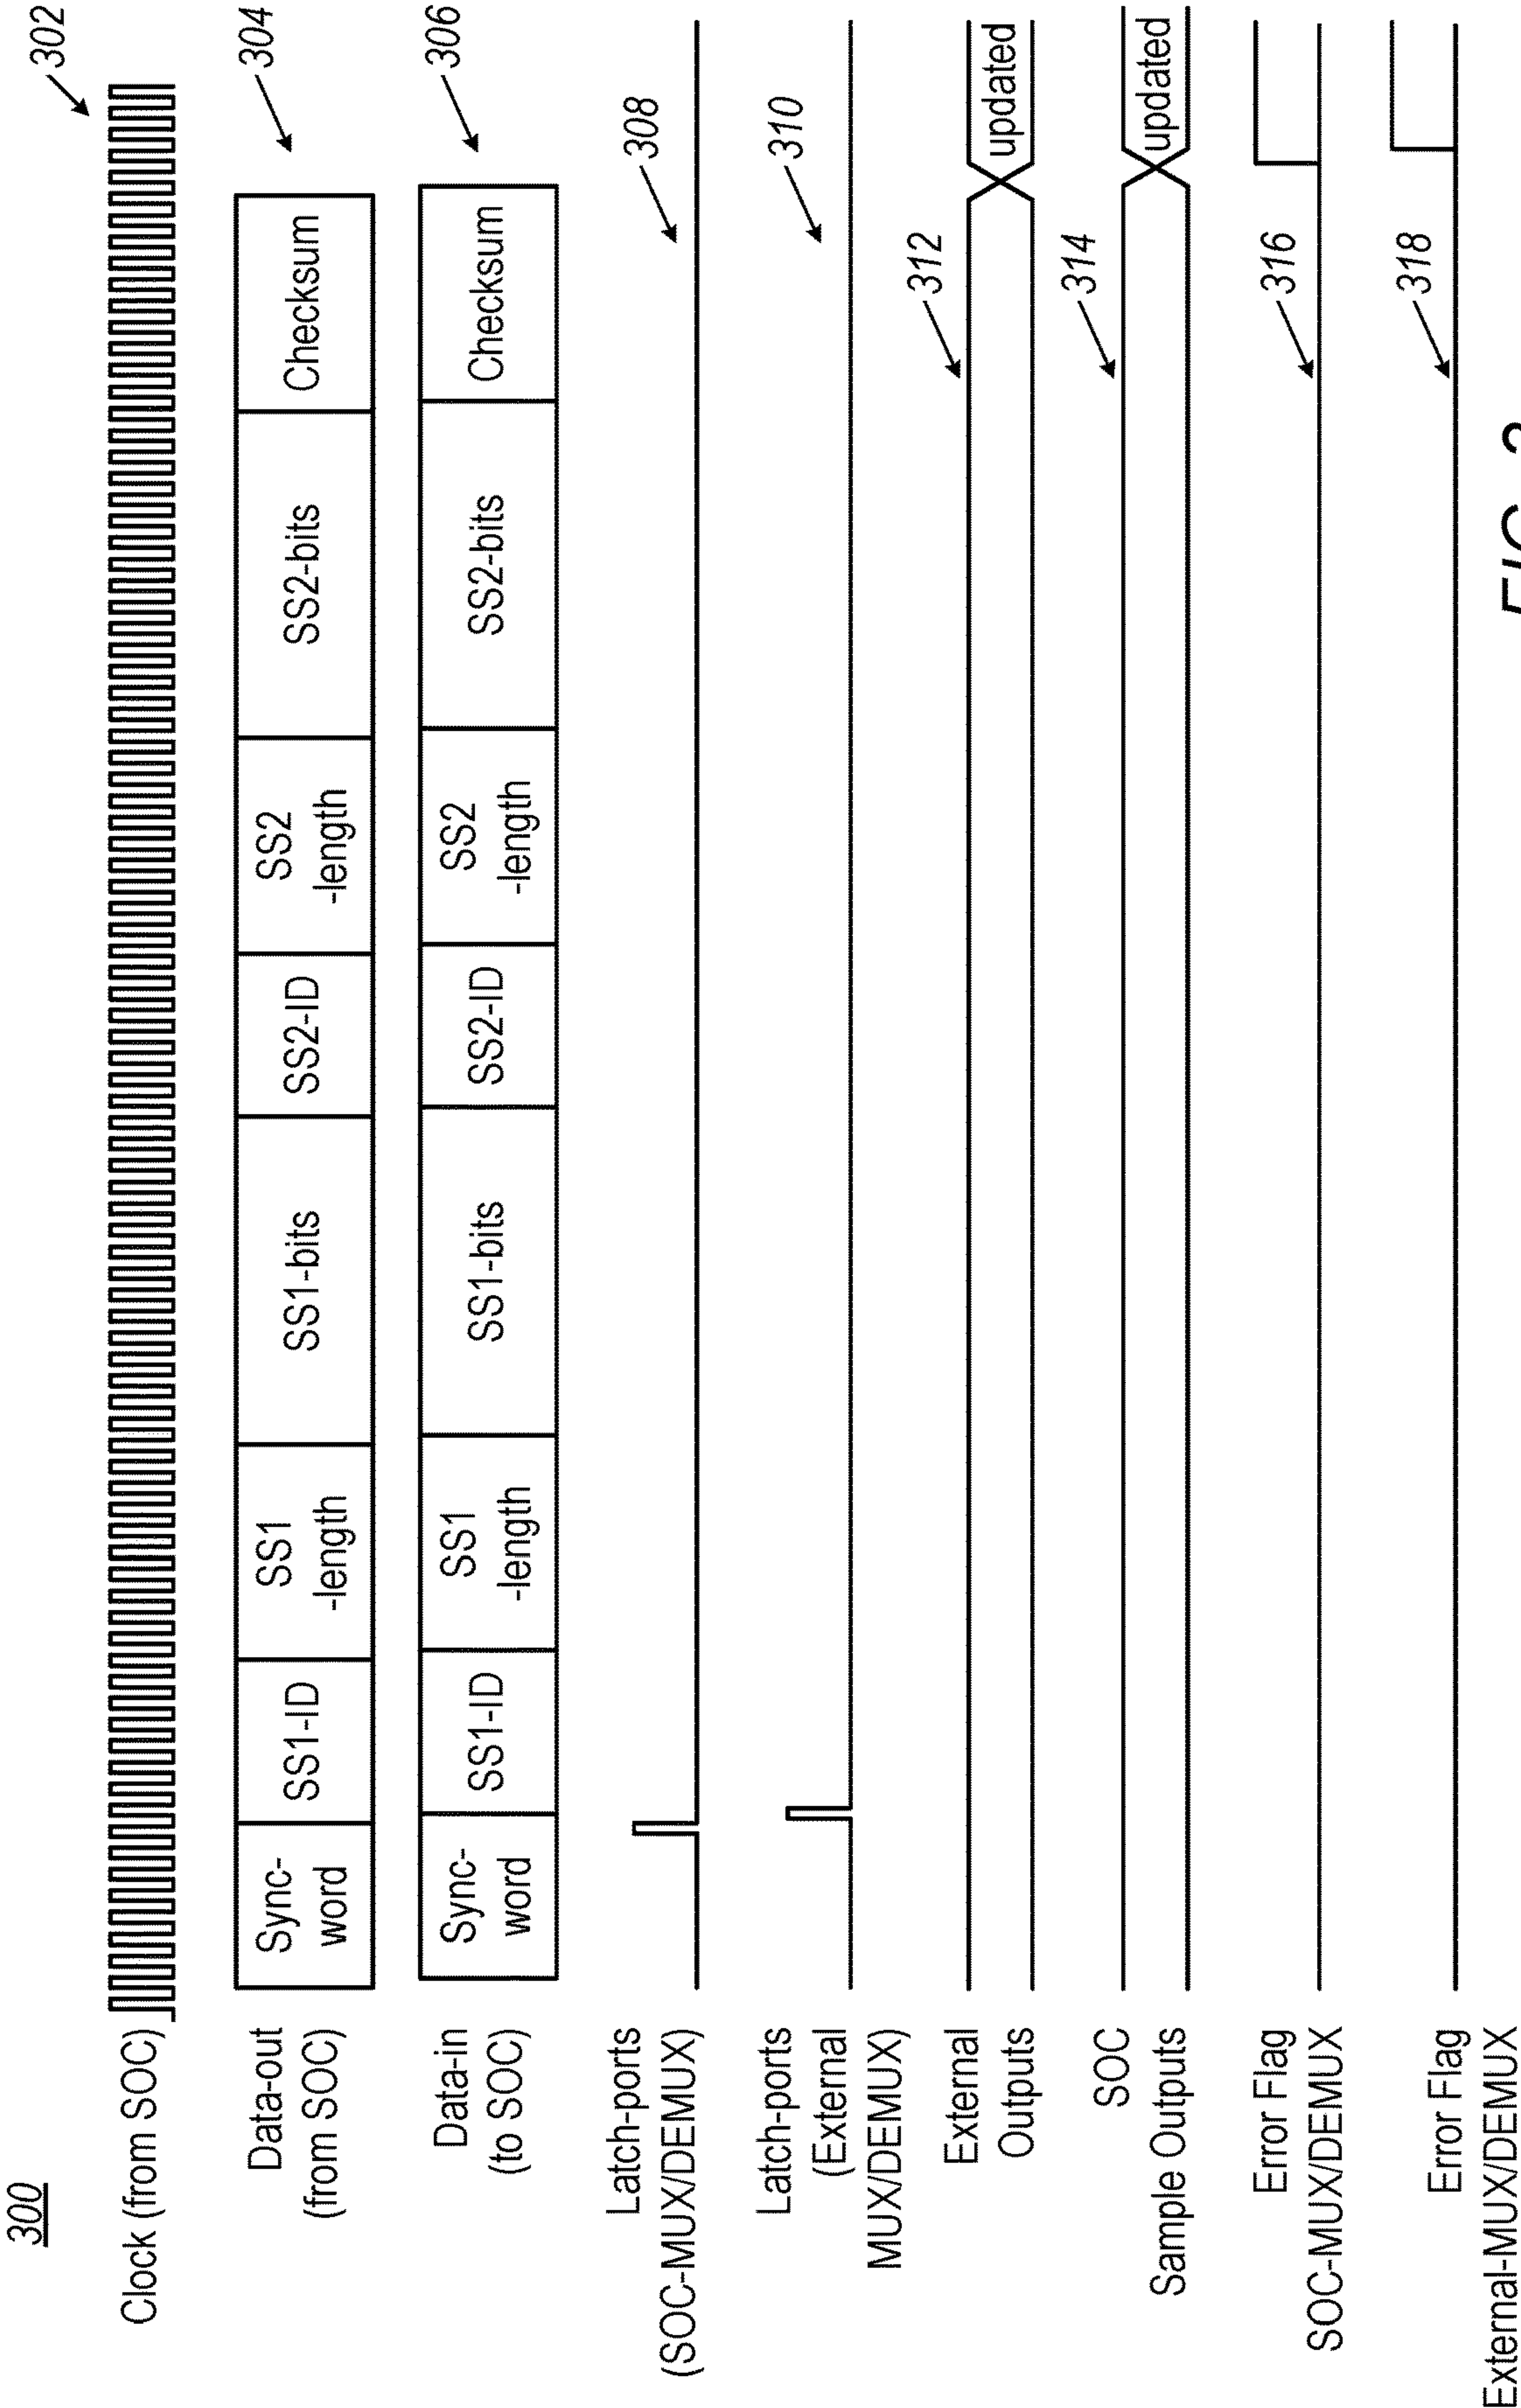 300
Clock (from SOC)
302
Data-out
(from SOC)
Sync-
word
SS1-ID
SS1
-length
SS1-bits
SS2-ID
SS2
-length
SS2-bits
Checksum
304
Data-in
(to SOC)
Sync-
word
SS1-ID
SS1
-length
SS1-bits
SS2-ID
SS2
-length
SS2-bits
Checksum
306
Latch-ports
(SOC-MUX/DEMUX)
308
Latch-ports
(External
MUX/DEMUX)
310
External
Outputs
312
updated
SOC
Sample Outputs
314
updated
Error Flag
SOC-MUX/DEMUX
316
Error Flag
External-MUX/DEMUX
318
FIG.